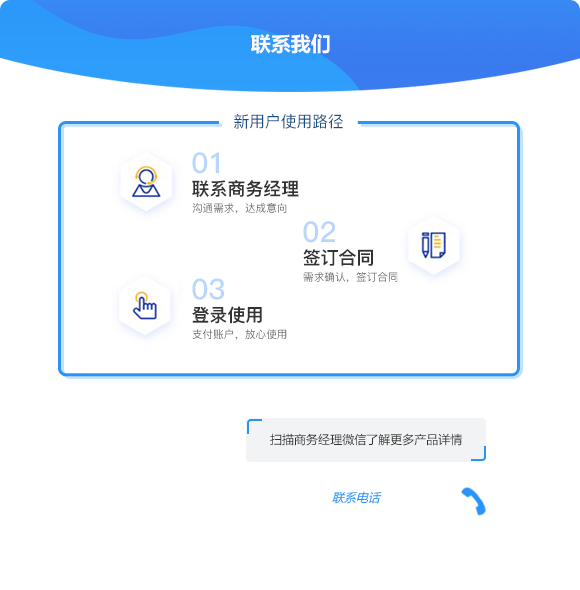 联系我们
新用户使用路径
01
联系商务经理
沟通需求，达成意向
02
签订合同
需求确认，签订合同
03
登录使用
支付账户，放心使用
扫描商务经理微信了解更多产品详情
联系电话